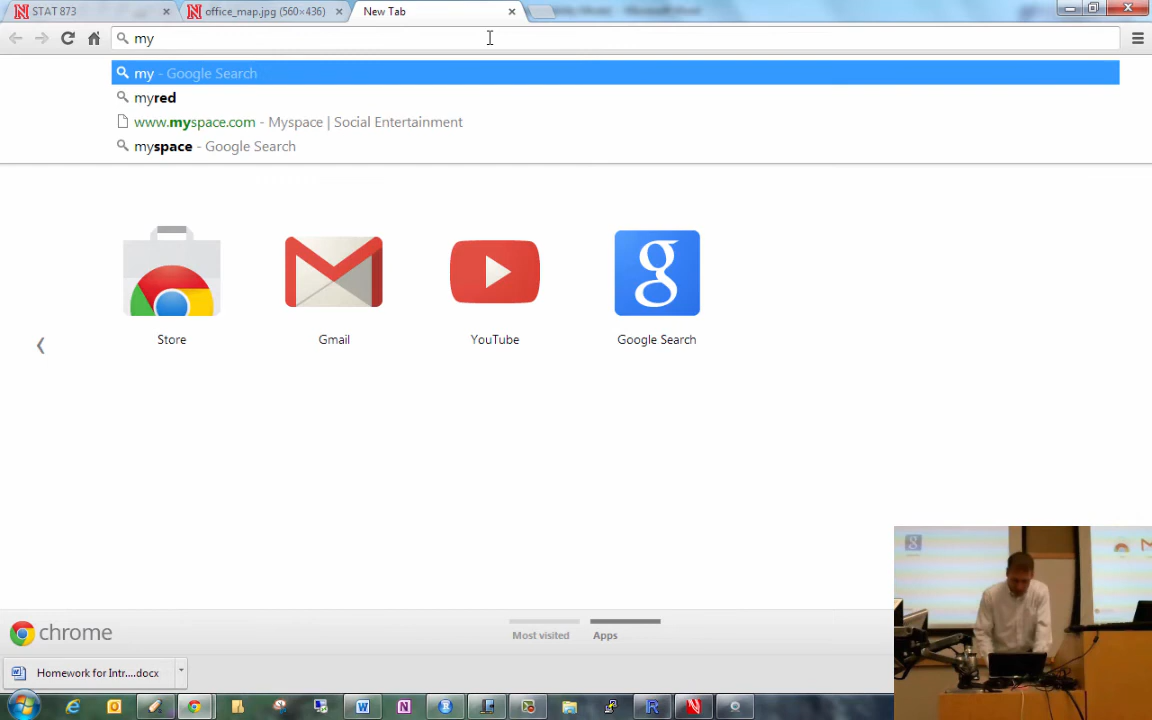 STAT 873
office_map.jpg (560×436)
New Tab
my
my - Google Search
myred
www.myspace.com - Myspace | Social Entertainment
myspace - Google Search
Store
Gmail
YouTube
Google Search
chrome
Most visited
Apps
Homework for Intr....docx